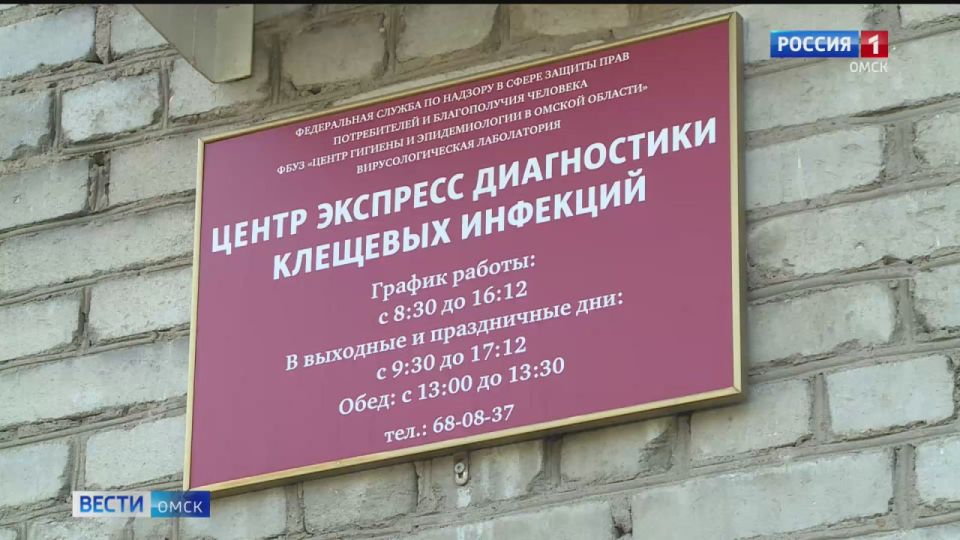 РОССИЯ 1
ОМСК
ФЕДЕРАЛЬНАЯ СЛУЖБА ПО НАДЗОРУ В СФЕРЕ ЗАЩИТЫ ПРАВ
ПОТРЕБИТЕЛЕЙ И БЛАГОПОЛУЧИЯ ЧЕЛОВЕКА
ФБУЗ «ЦЕНТР ГИГИЕНЫ И ЭПИДЕМИОЛОГИИ В ОМСКОЙ ОБЛАСТИ»
ВИРУСОЛОГИЧЕСКАЯ ЛАБОЛАТОРИЯ
ЦЕНТР ЭКСПРЕСС ДИАГНОСТИКИ
КЛЕЩЕВЫХ ИНФЕКЦИЙ
График работы:
с 8:30 до 16:12
В выходные и праздничные дни:
с 9:30 до 17:12
Обед: с 13:00 до 13:30
тел.: 68-08-37
ВЕСТИ ОМСК